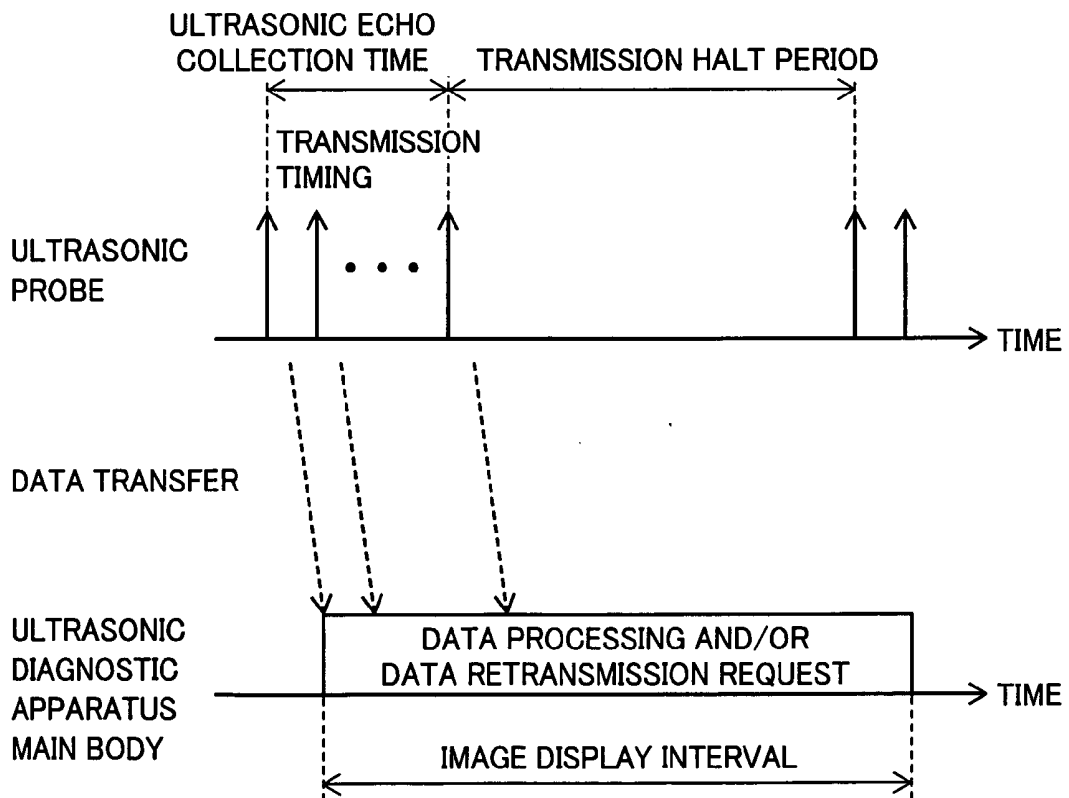 ULTRASONIC ECHO
COLLECTION TIME
TRANSMISSION HALT PERIOD
TRANSMISSION
TIMING
ULTRASONIC
PROBE
TIME
DATA TRANSFER
ULTRASONIC
DIAGNOSTIC
APPARATUS
MAIN BODY
DATA PROCESSING AND/OR
DATA RETRANSMISSION REQUEST
TIME
IMAGE DISPLAY INTERVAL